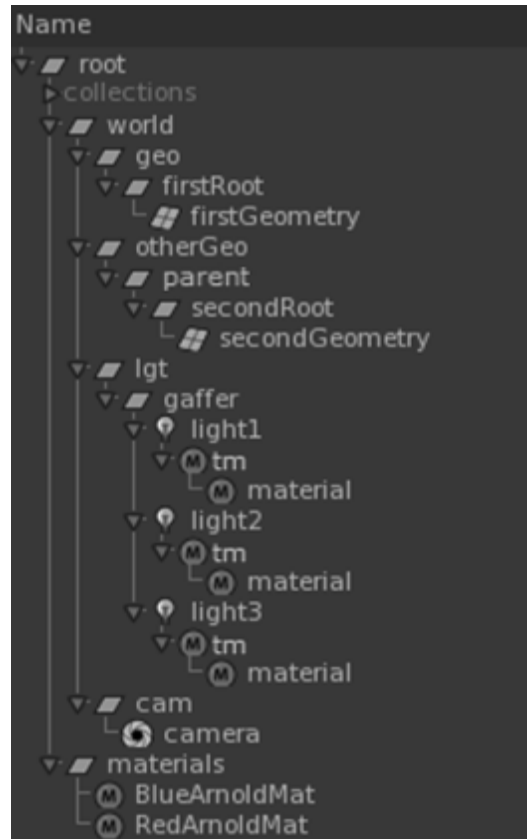 Name
root
collections
world
geo
firstRoot
firstGeometry
otherGeo
parent
secondRoot
secondGeometry
lgt
gaffer
light1
tm
material
light2
tm
material
light3
tm
material
cam
camera
materials
BlueArnoldMat
RedArnoldMat